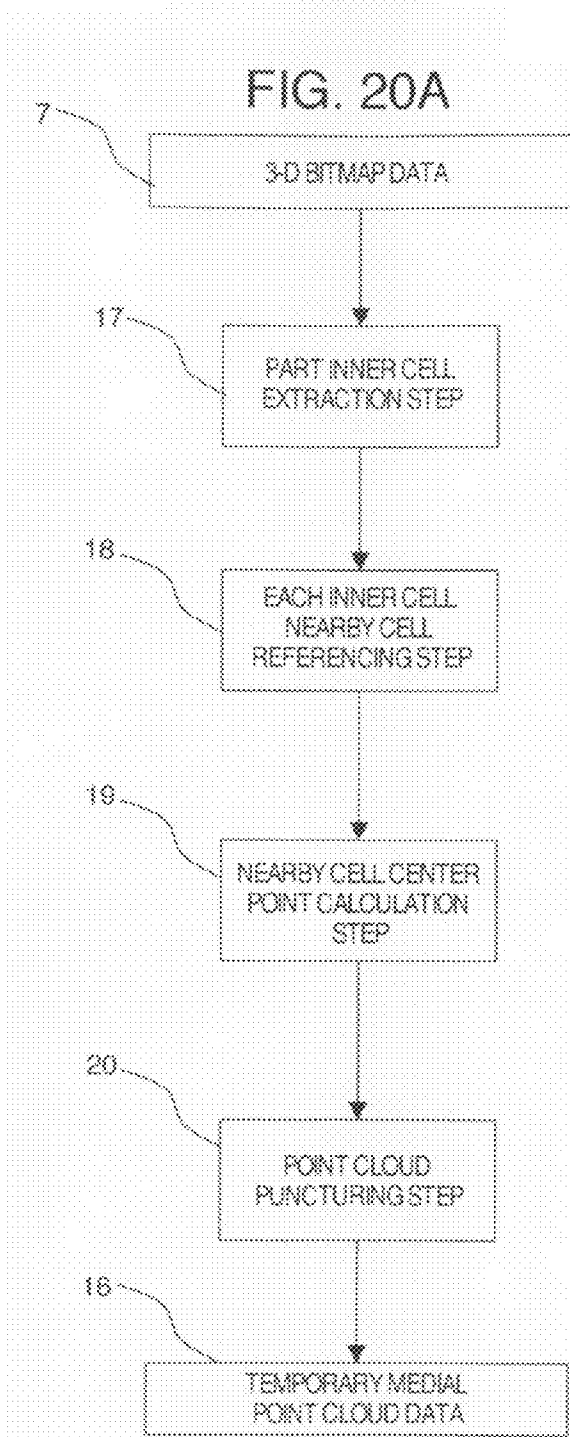 FIG. 20A
7
3-D BITMAP DATA
17
PART INNER CELL
EXTRACTION STEP
18
EACH INNER CELL
NEARBY CELL
REFERENCING STEP
19
NEARBY CELL CENTER
POINT CALCULATION
STEP
20
POINT CLOUD
PUNCTURING STEP
16
TEMPORARY MEDIAL
POINT CLOUD DATA